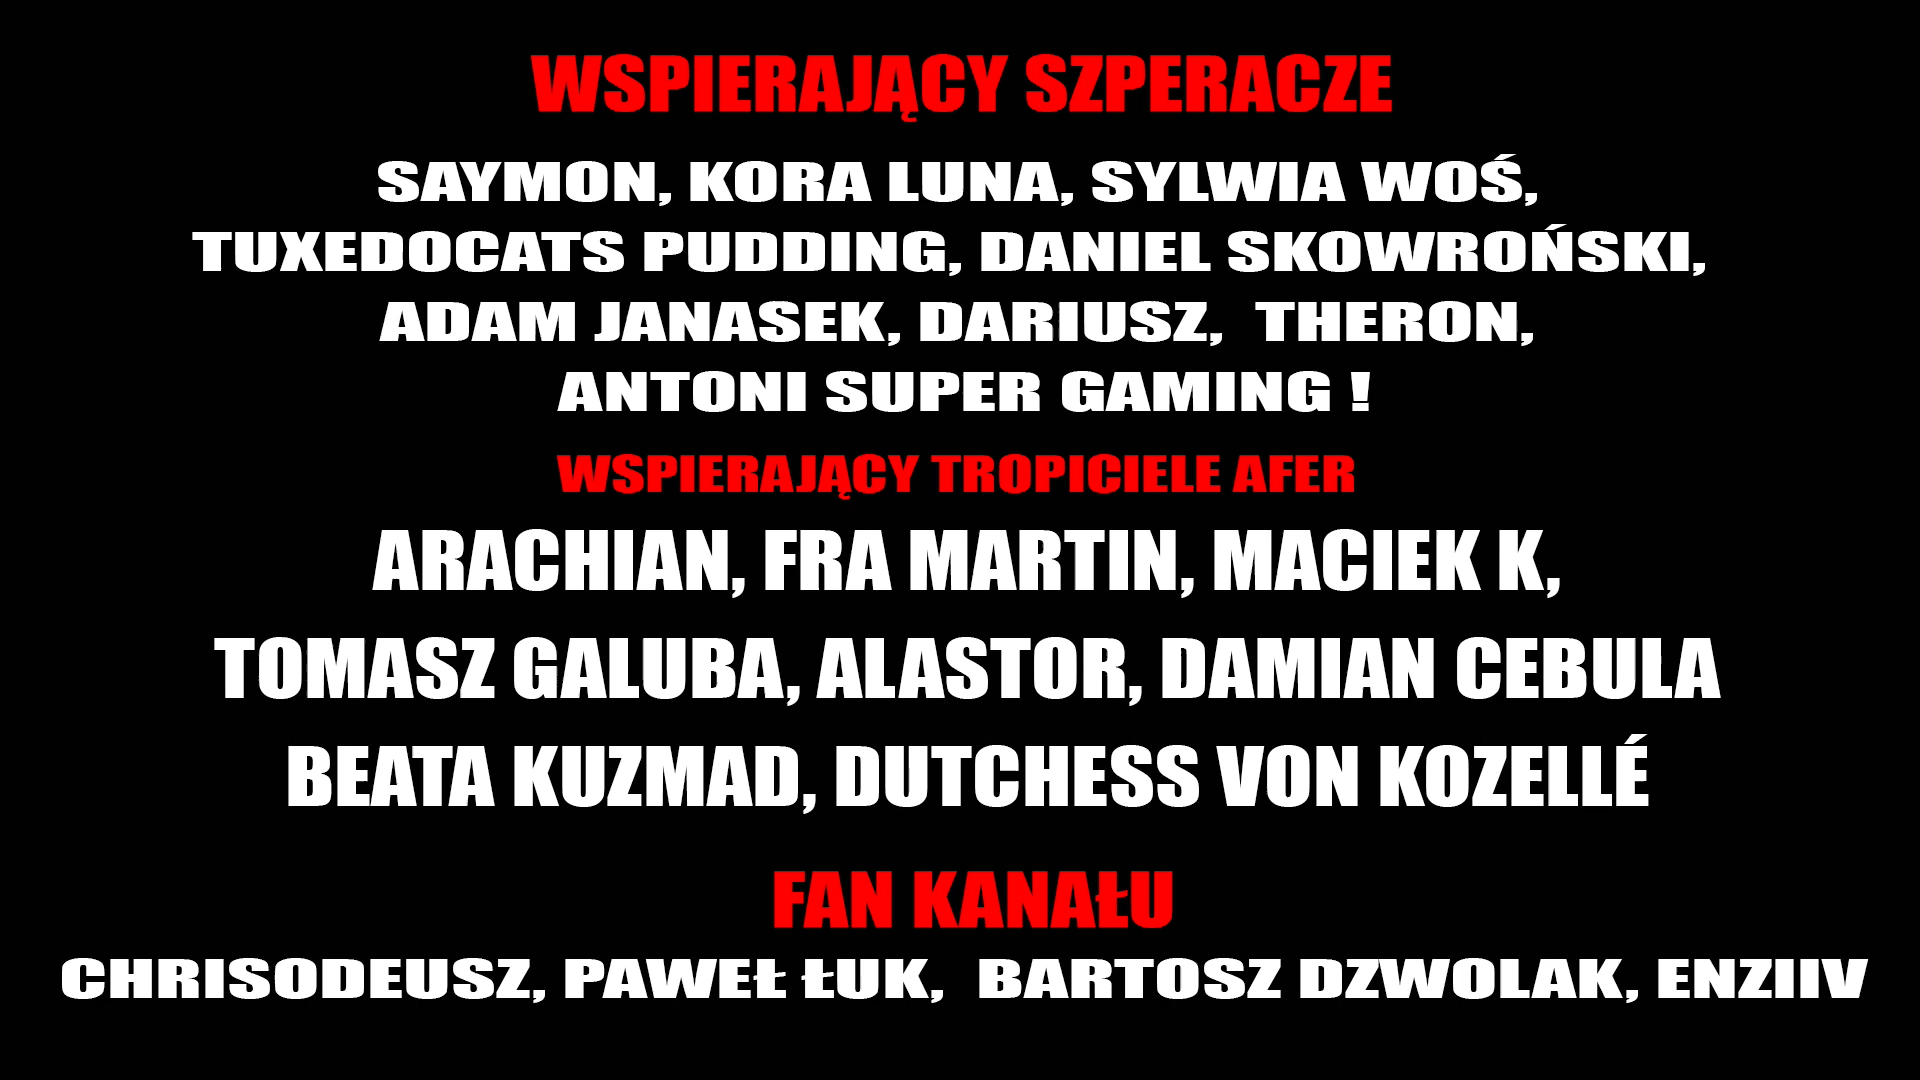 WSPIERAJĄCY SZPERACZE
SAYMON, KORA LUNA, SYLWIA WOŚ,
TUXEDOCATS PUDDING, DANIEL SKOWROŃSKI,
ADAM JANASEK, DARIUSZ, THERON,
ANTONI SUPER GAMING !
WSPIERAJĄCY TROPICIELE AFER
ARACHIAN, FRA MARTIN, MACIEK K,
TOMASZ GALUBA, ALASTOR, DAMIAN CEBULA
BEATA KUZMAD, DUTCHESS VON KOZELLÉ
FAN KANAŁU
CHRISODEUSZ, PAWEŁ ŁUK, BARTOSZ DZWOLAK, ENZIIV